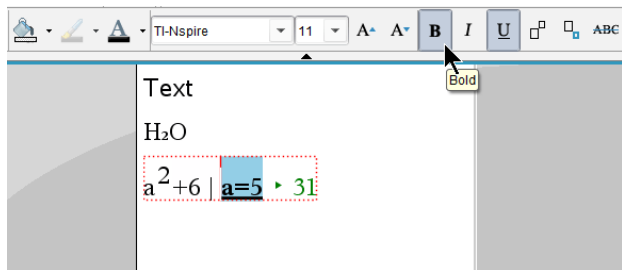 A TI-Nspire 11 A A B I U ABC
Bold
Text
H₂O
a²+6 | a=5 ▸ 31